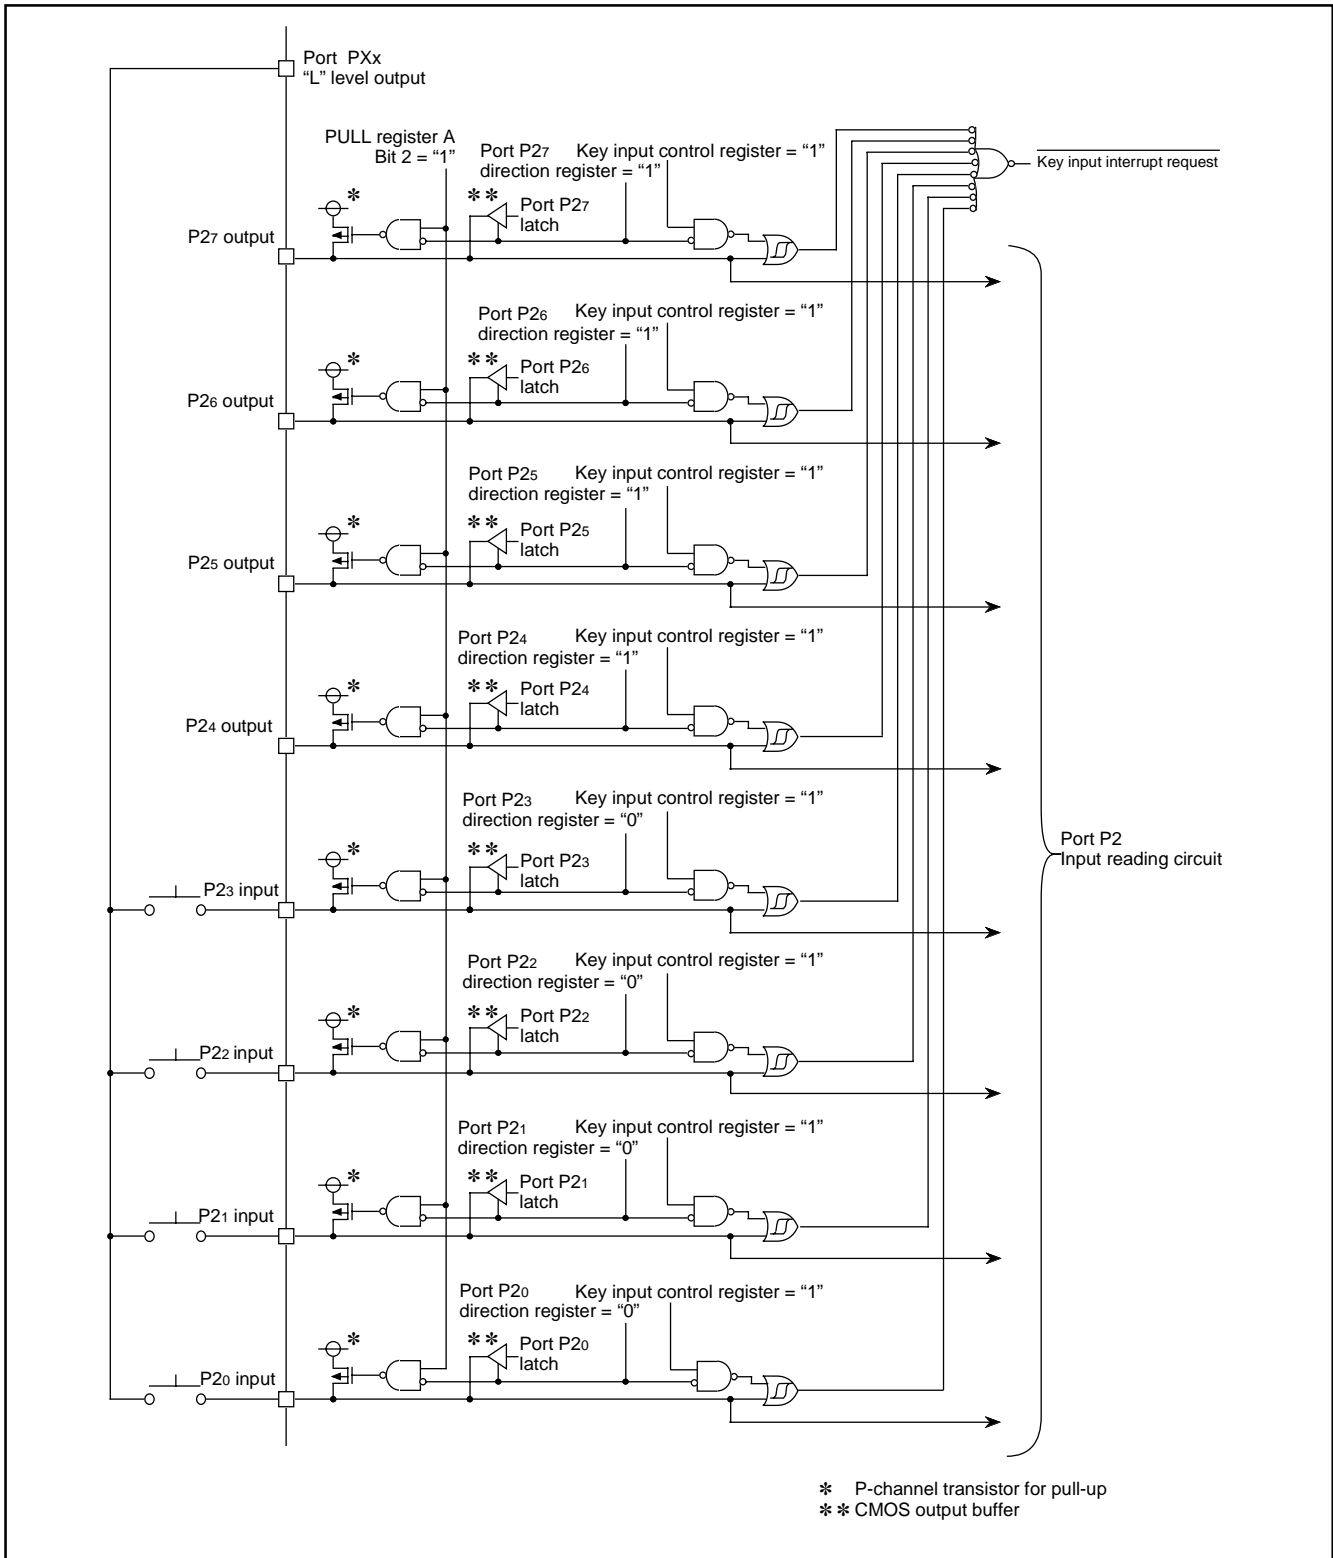 Port PXx
“L” level output
PULL register A
Bit 2 = “1”
Port P27
direction register = “1”
Key input control register = “1”
Key input interrupt request
*
**
Port P27
latch
P27 output
Port P26
direction register = “1”
Key input control register = “1”
*
**
Port P26
latch
P26 output
Port P25
direction register = “1”
Key input control register = “1”
*
**
Port P25
latch
P25 output
Port P24
direction register = “1”
Key input control register = “1”
*
**
Port P24
latch
P24 output
Port P23
direction register = “0”
Key input control register = “1”
*
**
Port P23
latch
P23 input
Port P2
Input reading circuit
Port P22
direction register = “0”
Key input control register = “1”
*
**
Port P22
latch
P22 input
Port P21
direction register = “0”
Key input control register = “1”
*
**
Port P21
latch
P21 input
Port P20
direction register = “0”
Key input control register = “1”
*
**
Port P20
latch
P20 input
* P-channel transistor for pull-up
** CMOS output buffer